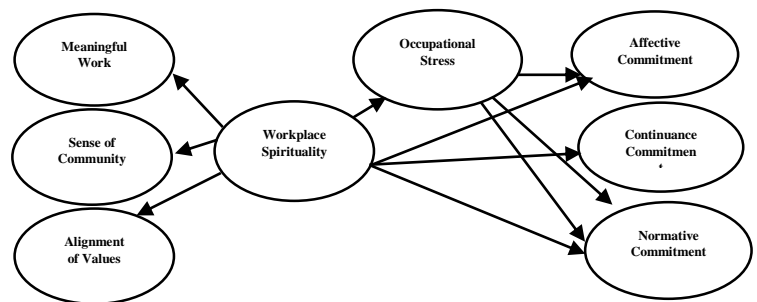 Meaningful
Work
Sense of
Community
Alignment
of Values
Workplace
Spirituality
Occupational
Stress
Affective
Commitment
Continuance
Commitmen
Normative
Commitment